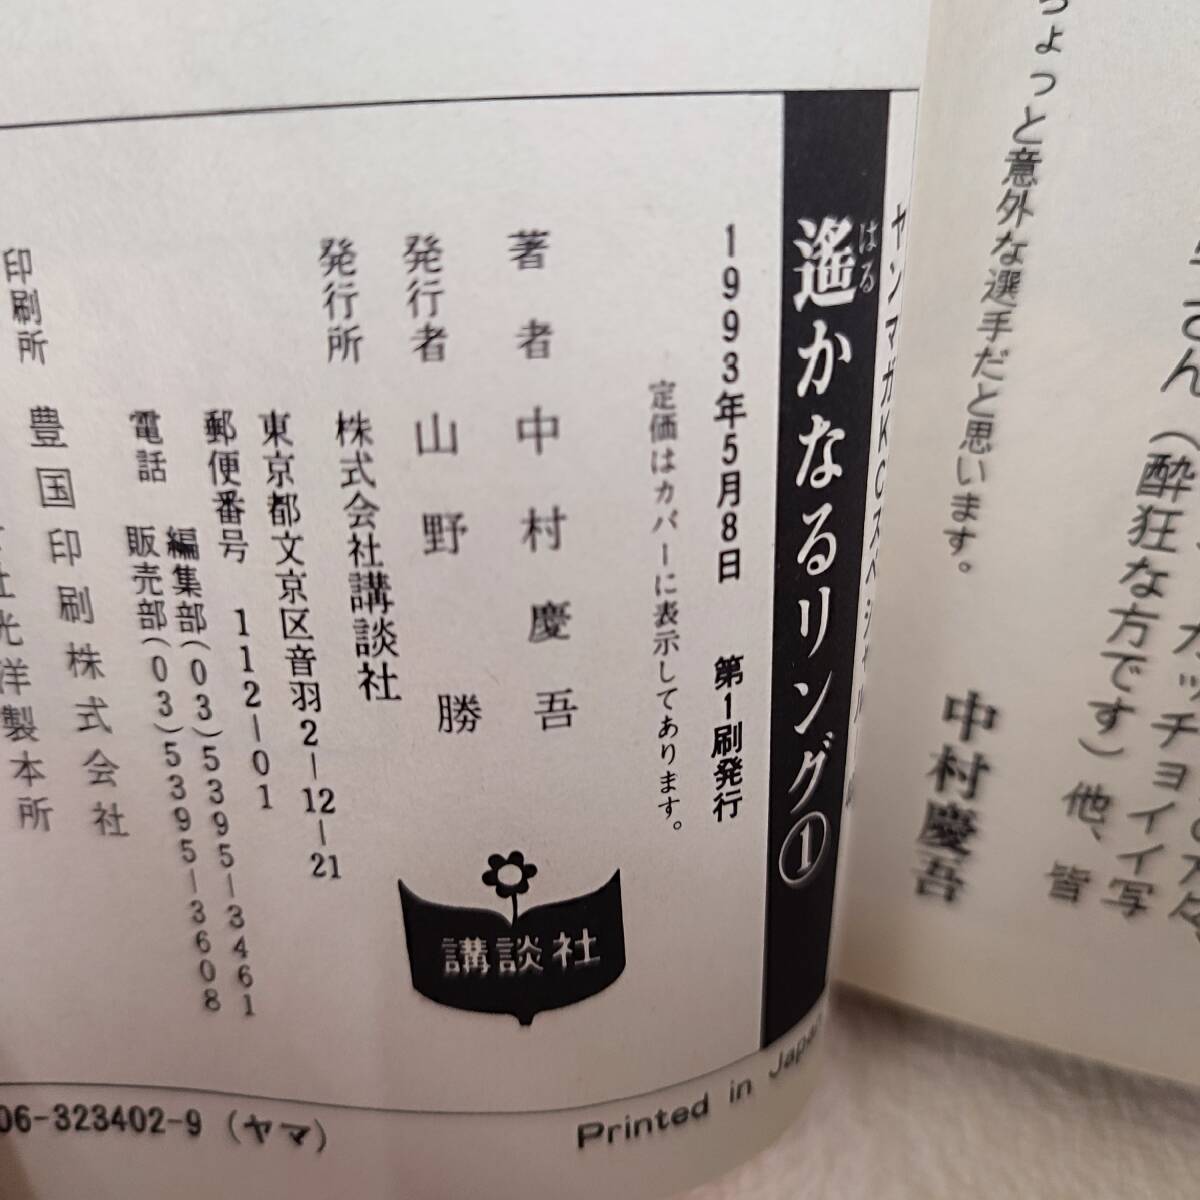 ょっと意外な選手だと思います。
中村慶吾
さん(酔狂な方です)他、皆
カッチョイイ写
ヤンマガKCスペシャル
遙かなるリング①
はる
1993年5月8日 第1刷発行
定価はカバーに表示してあります。
著者 中村慶吾
発行者 山野勝
発行所 株式会社講談社
東京都文京区音羽2-12-21
郵便番号 112-01
電話 編集部(03)5395-3461
販売部(03)5395-3608
印刷所 豊国印刷株式会社
光洋製本所
講談社
Printed in Japan
06-323402-9 (ヤマ)